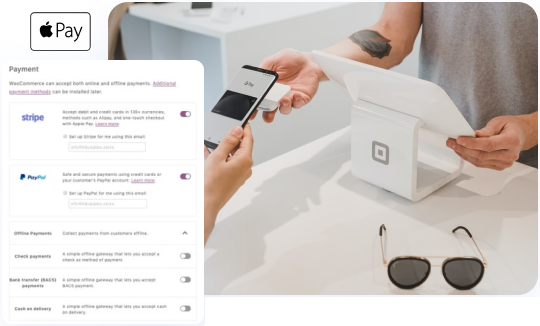 Pay
Payment
WooCommerce can accept both online and offline payments. Additional
payment methods can be installed later.
stripe
Accept debit and credit cards in 135+ currencies,
methods such as Alipay, and one-touch checkout
with Apple Pay. Learn more.
Set up Stripe for me using this email:
PayPal
Safe and secure payments using credit cards or
your customer's PayPal account. Learn more.
Set up PayPal for me using this email:
Offline Payments
Collect payments from customers offline.
Check payments
A simple offline gateway that lets you accept a
check as method of payment.
Bank transfer (BACS)
payments
A simple offline gateway that lets you accept
BACS payment.
Cash on delivery
A simple offline gateway that lets you accept cash
on delivery.
Pay